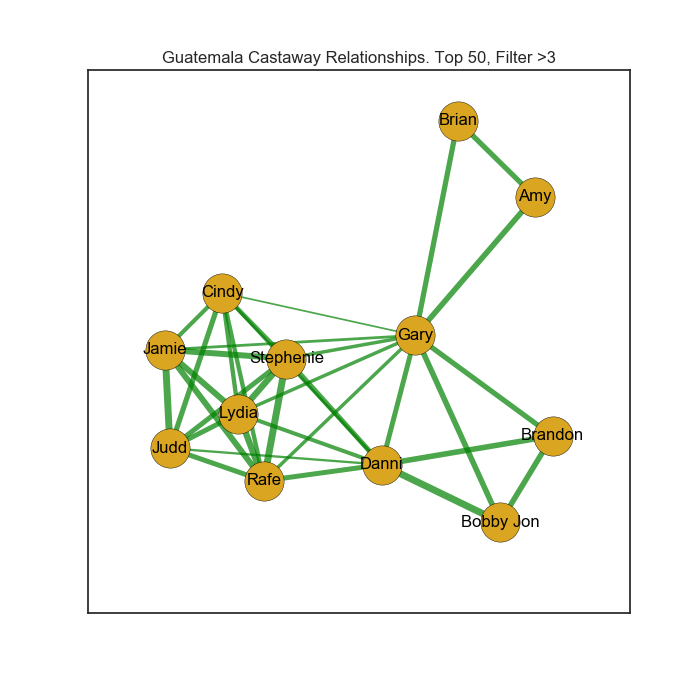 Guatemala Castaway Relationships. Top 50, Filter >3
Brian
Amy
Cindy
Gary
Jamie
Stephenie
Lydia
Brandon
Judd
Danni
Rafe
Bobby Jon